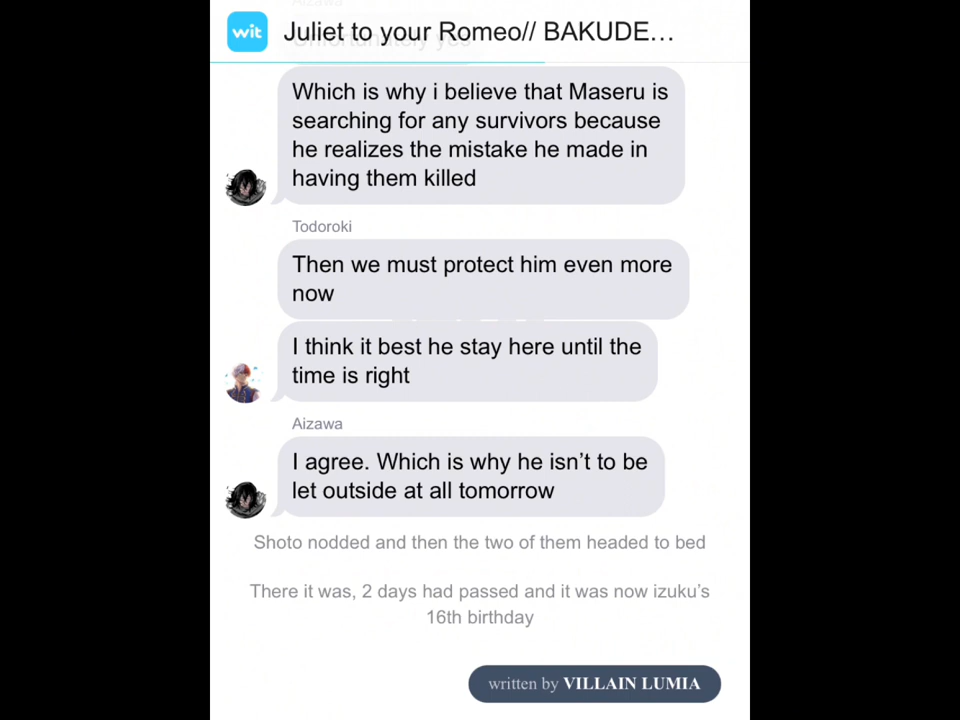 Aizawa
wit
Juliet to your Romeo// BAKUDE...
Unfortunately yes
Which is why i believe that Maseru is
searching for any survivors because
he realizes the mistake he made in
having them killed
Todoroki
Then we must protect him even more
now
I think it best he stay here until the
time is right
Aizawa
I agree. Which is why he isn’t to be
let outside at all tomorrow
Shoto nodded and then the two of them headed to bed
There it was, 2 days had passed and it was now izuku’s
16th birthday
written by VILLAIN LUMIA